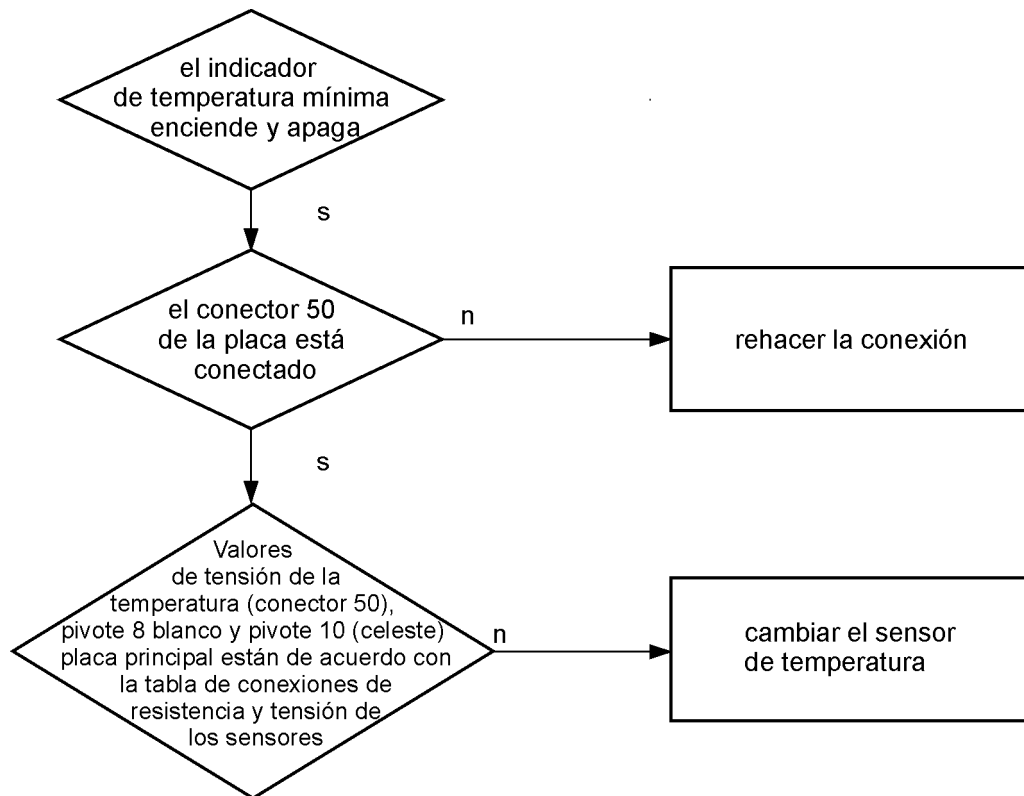 el indicador
de temperatura mínima
enciende y apaga
s
el conector 50
de la placa está
conectado
n
rehacer la conexión
s
Valores
de tensión de la
temperatura (conector 50),
pivote 8 blanco y pivote 10 (celeste)
placa principal están de acuerdo con
la tabla de conexiones de
resistencia y tensión de
los sensores
n
cambiar el sensor
de temperatura